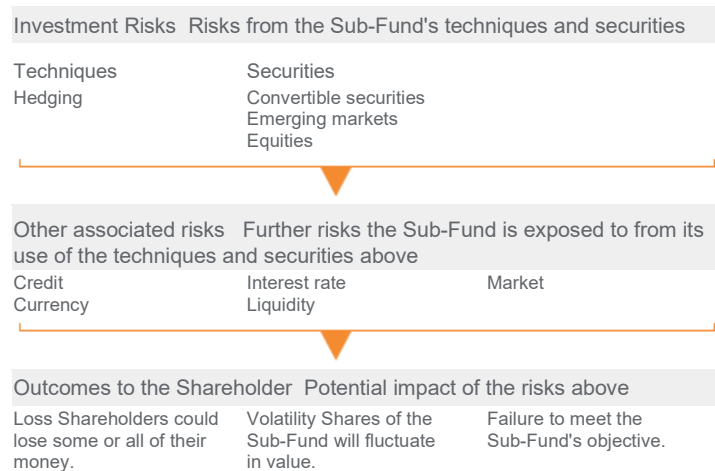 Investment Risks Risks from the Sub-Fund's techniques and securities
Techniques
Hedging
Securities
Convertible securities
Emerging markets
Equities
Other associated risks Further risks the Sub-Fund is exposed to from its
use of the techniques and securities above
Credit
Currency
Interest rate
Liquidity
Market
Outcomes to the Shareholder Potential impact of the risks above
Loss Shareholders could
lose some or all of their
money.
Volatility Shares of the
Sub-Fund will fluctuate
in value.
Failure to meet the
Sub-Fund's objective.